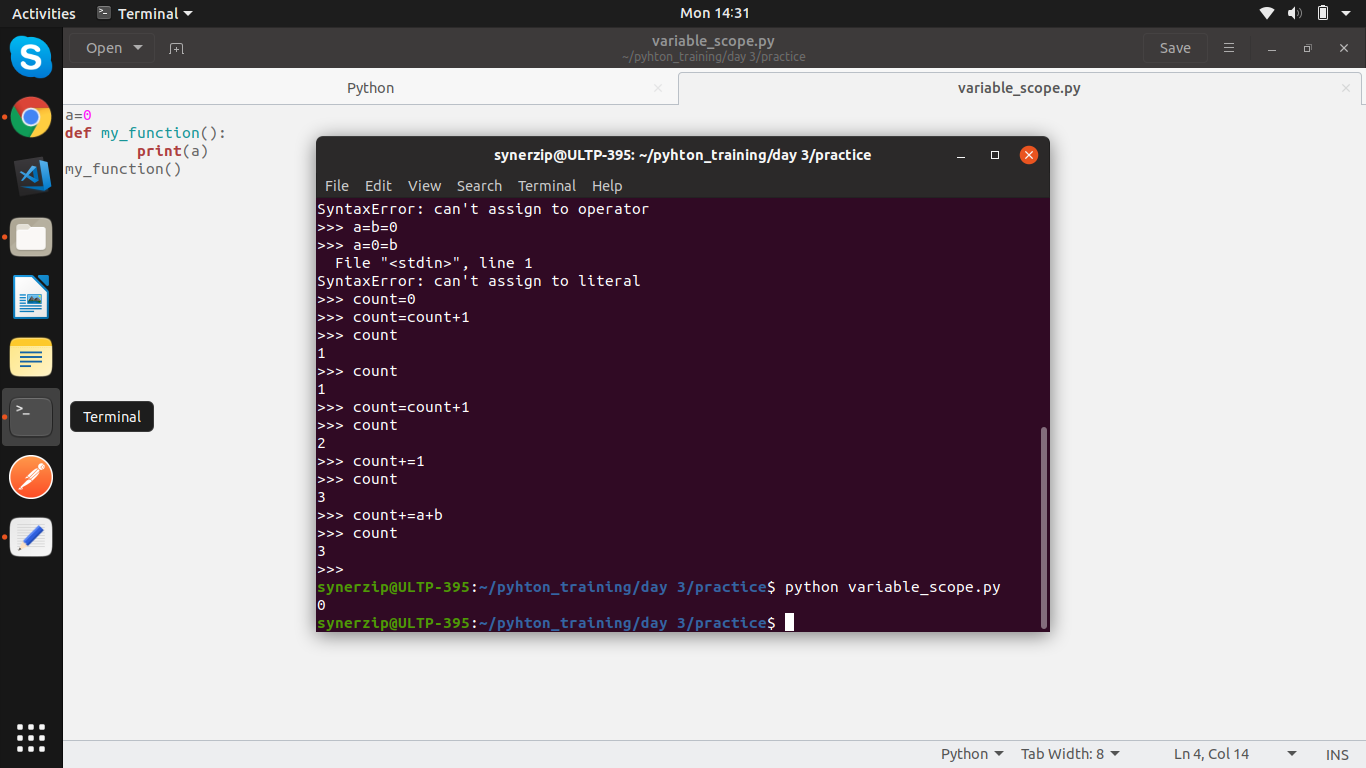 Activities Terminal Mon 14:31
Open variable_scope.py Save
~/pyhton_training/day 3/practice
Python variable_scope.py
a=0
def my_function():
        print(a)
my_function()
synerzip@ULTP-395: ~/pyhton_training/day 3/practice
File Edit View Search Terminal Help
SyntaxError: can't assign to operator
>>> a=b=0
>>> a=0=b
  File "<stdin>", line 1
SyntaxError: can't assign to literal
>>> count=0
>>> count=count+1
>>> count
1
>>> count
1
>>> count=count+1
>>> count
2
>>> count+=1
>>> count
3
>>> count+=a+b
>>> count
3
>>>
synerzip@ULTP-395:~/pyhton_training/day 3/practice$ python variable_scope.py
0
synerzip@ULTP-395:~/pyhton_training/day 3/practice$
Terminal
Python Tab Width: 8 Ln 4, Col 14 INS